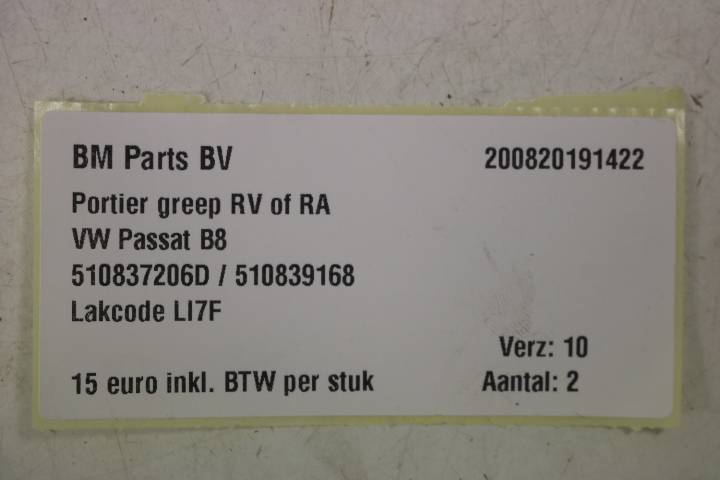 BM Parts BV 200820191422
Portier greep RV of RA
VW Passat B8
510837206D / 510839168
Lakcode LI7F
Verz: 10
15 euro inkl. BTW per stuk Aantal: 2